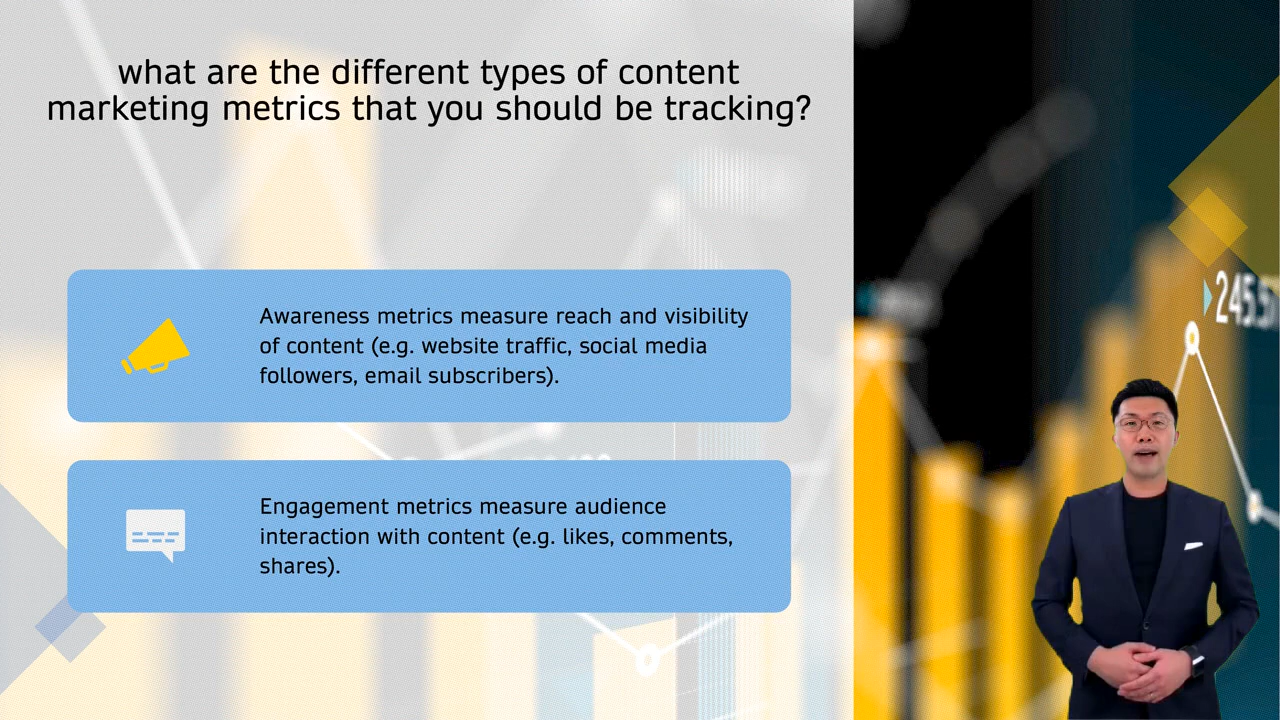 what are the different types of content
marketing metrics that you should be tracking?
Awareness metrics measure reach and visibility
of content (e.g. website traffic, social media
followers, email subscribers).
Engagement metrics measure audience
interaction with content (e.g. likes, comments,
shares).